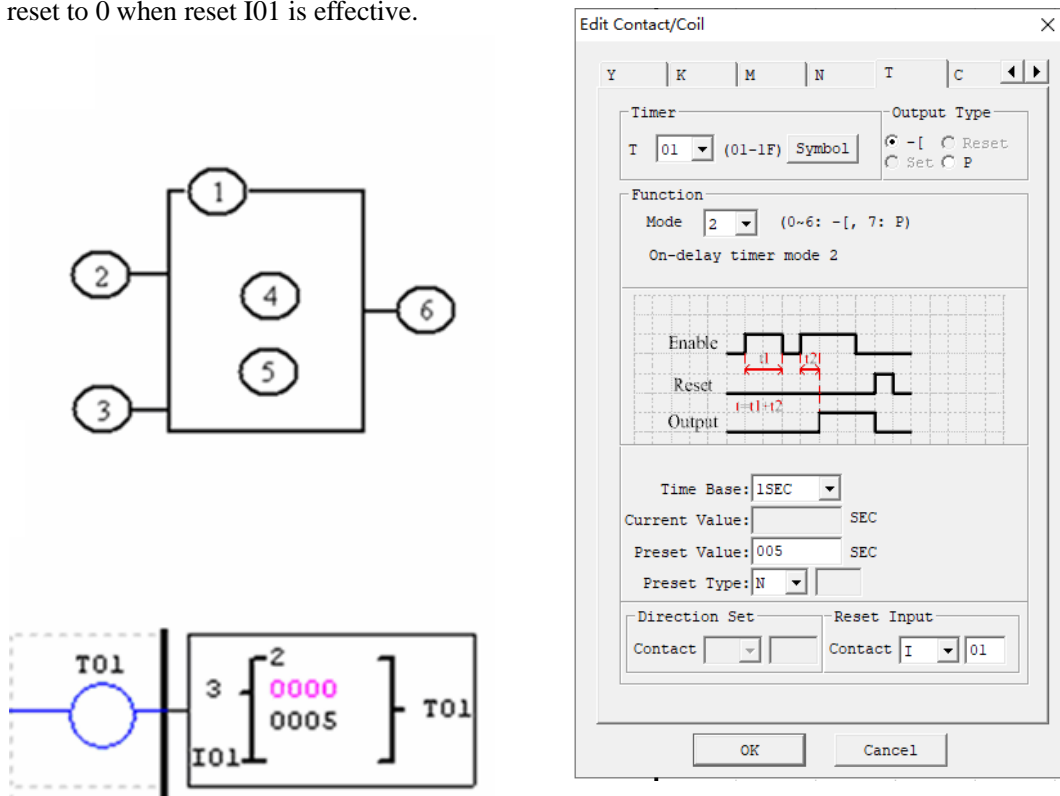 reset to 0 when reset I01 is effective.
1
2
4
6
5
3
T01
2
3
0000
0005
T01
I01
Edit Contact/Coil
Y K M N T C
Timer
T 01 (01-1F) Symbol
Output Type
-[ Reset
Set P
Function
Mode 2 (0~6: -[, 7: P)
On-delay timer mode 2
Enable
t1 t2
Reset
t=t1+t2
Output
Time Base: 1SEC
Current Value: SEC
Preset Value: 005 SEC
Preset Type: N
Direction Set
Contact
Reset Input
Contact I 01
OK Cancel